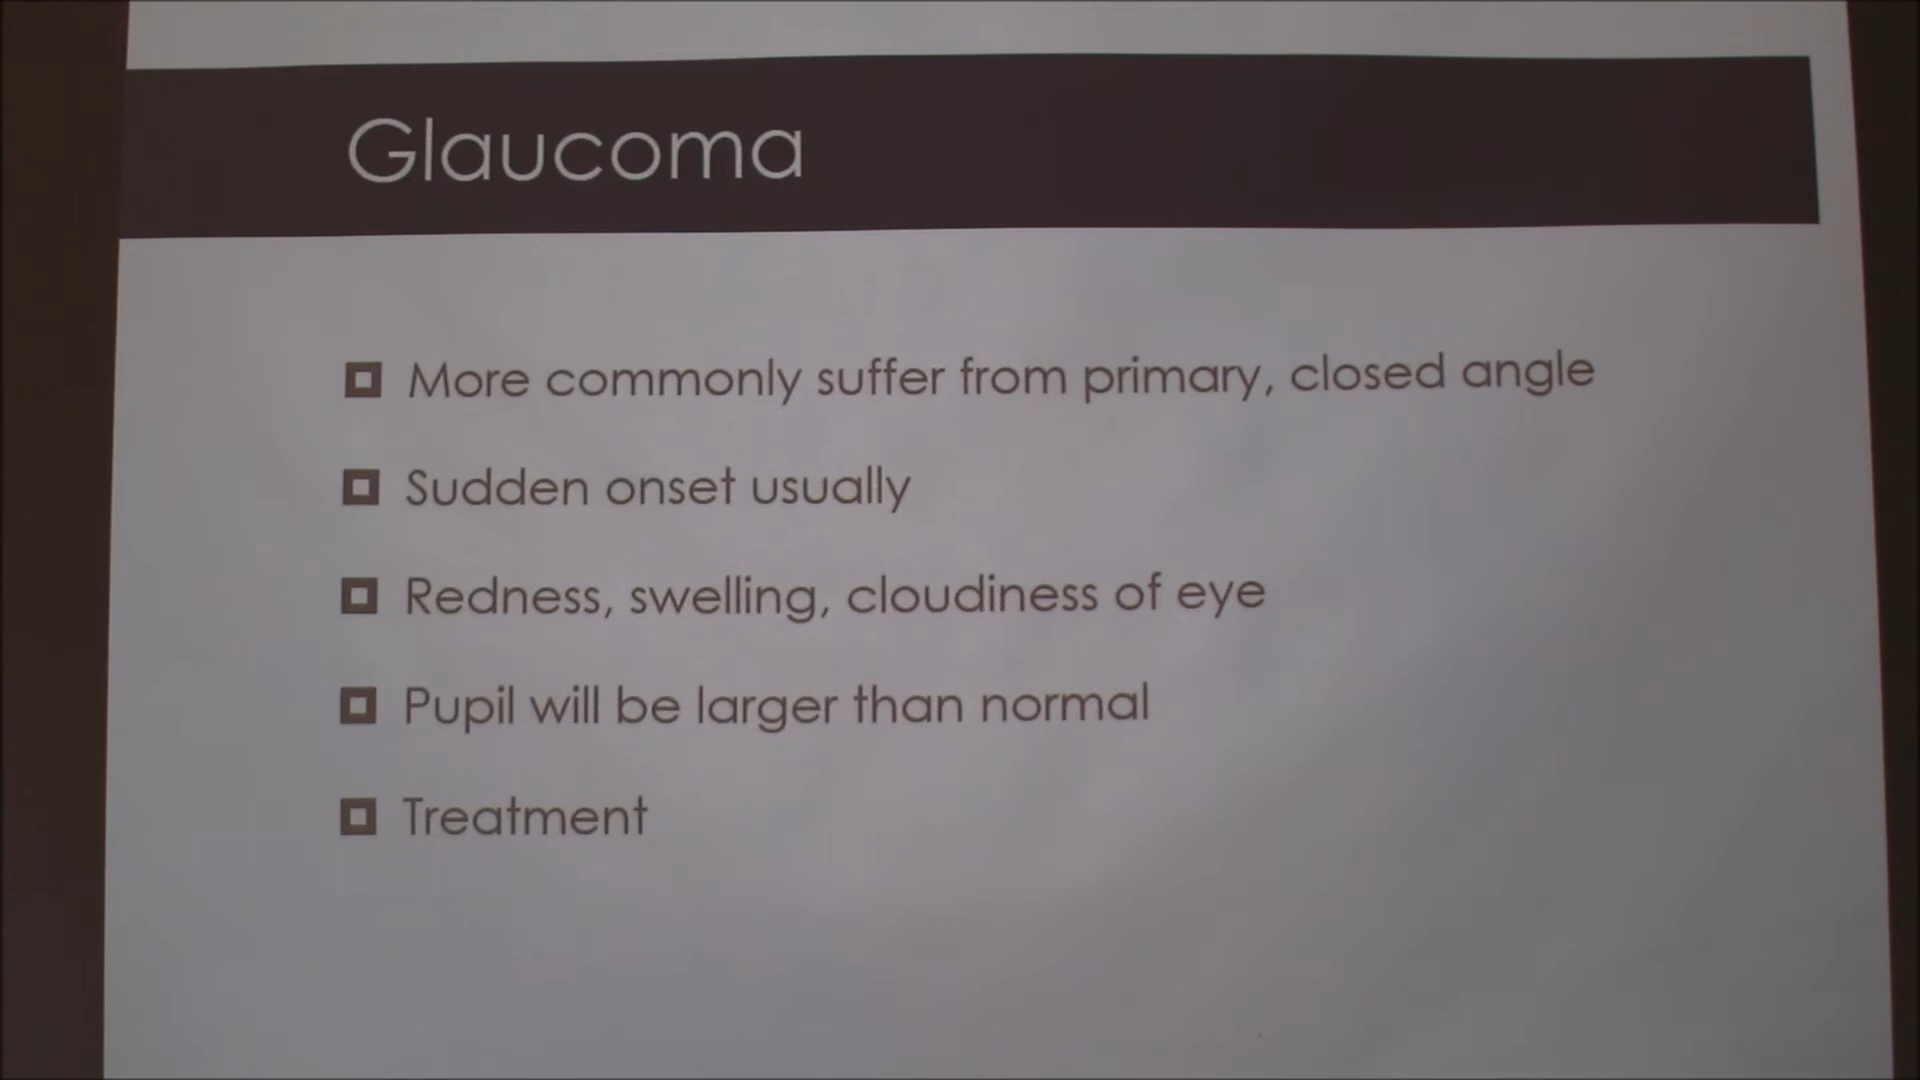 Glaucoma
More commonly suffer from primary, closed angle
Sudden onset usually
Redness, swelling, cloudiness of eye
Pupil will be larger than normal
Treatment